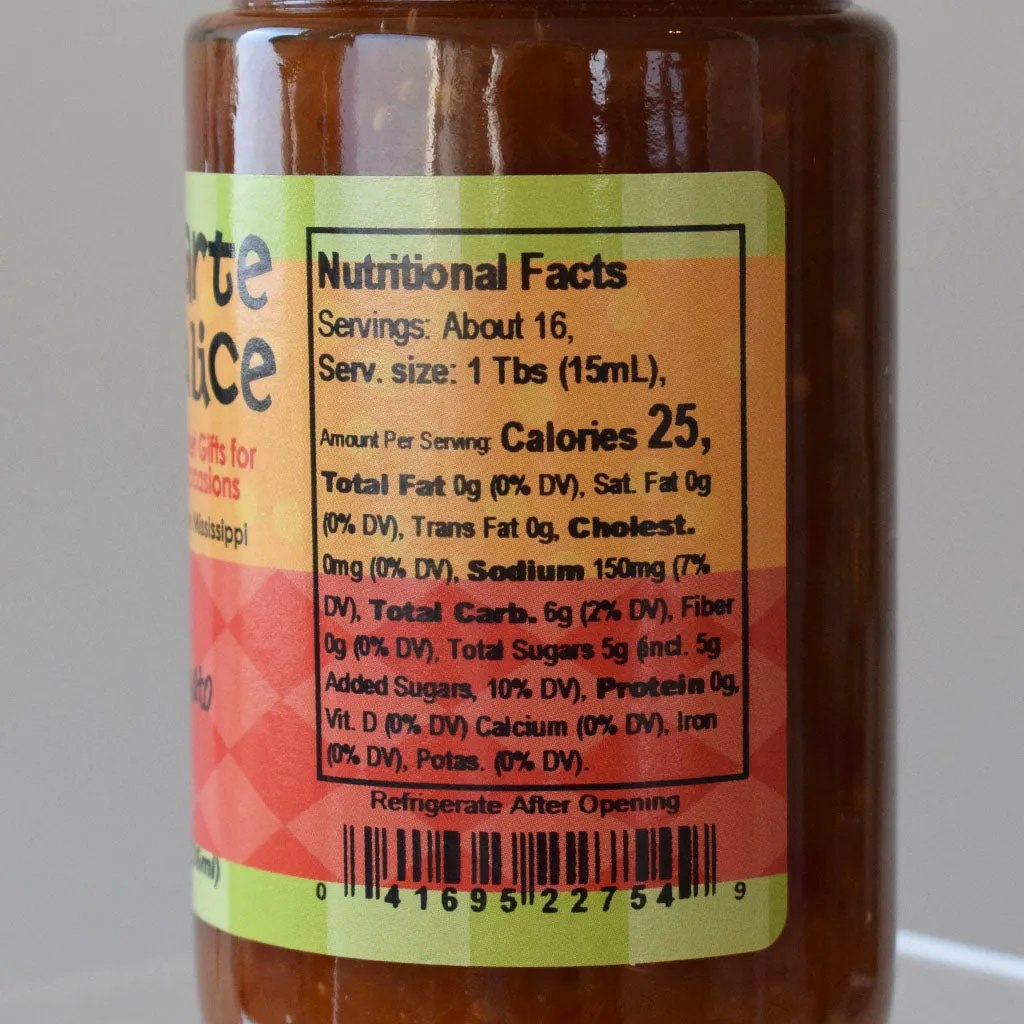 Gifts for
Mississippi
Nutritional Facts
Servings: About 16,
Serv. size: 1 Tbs (15mL),
Amount Per Serving: Calories 25,
Total Fat 0g (0% DV), Sat. Fat 0g
(0% DV), Trans Fat 0g, Cholest.
0mg (0% DV), Sodium 150mg (7%
DV), Total Carb. 6g (2% DV), Fiber
0g (0% DV), Total Sugars 5g (incl. 5g
Added Sugars, 10% DV), Protein 0g,
Vit. D (0% DV) Calcium (0% DV), Iron
(0% DV), Potas. (0% DV).
Refrigerate After Opening
0 41695 22754 9